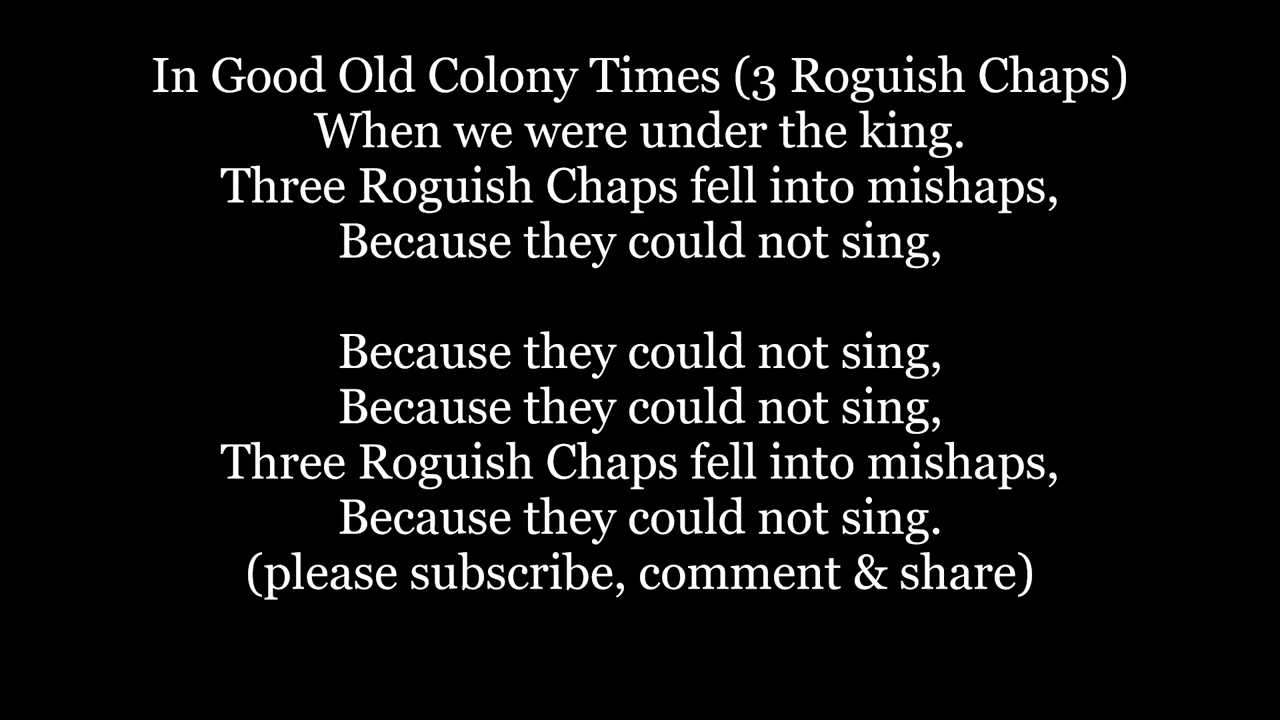 In Good Old Colony Times (3 Roguish Chaps)
When we were under the king.
Three Roguish Chaps fell into mishaps,
Because they could not sing,
Because they could not sing,
Because they could not sing,
Three Roguish Chaps fell into mishaps,
Because they could not sing.
(please subscribe, comment & share)